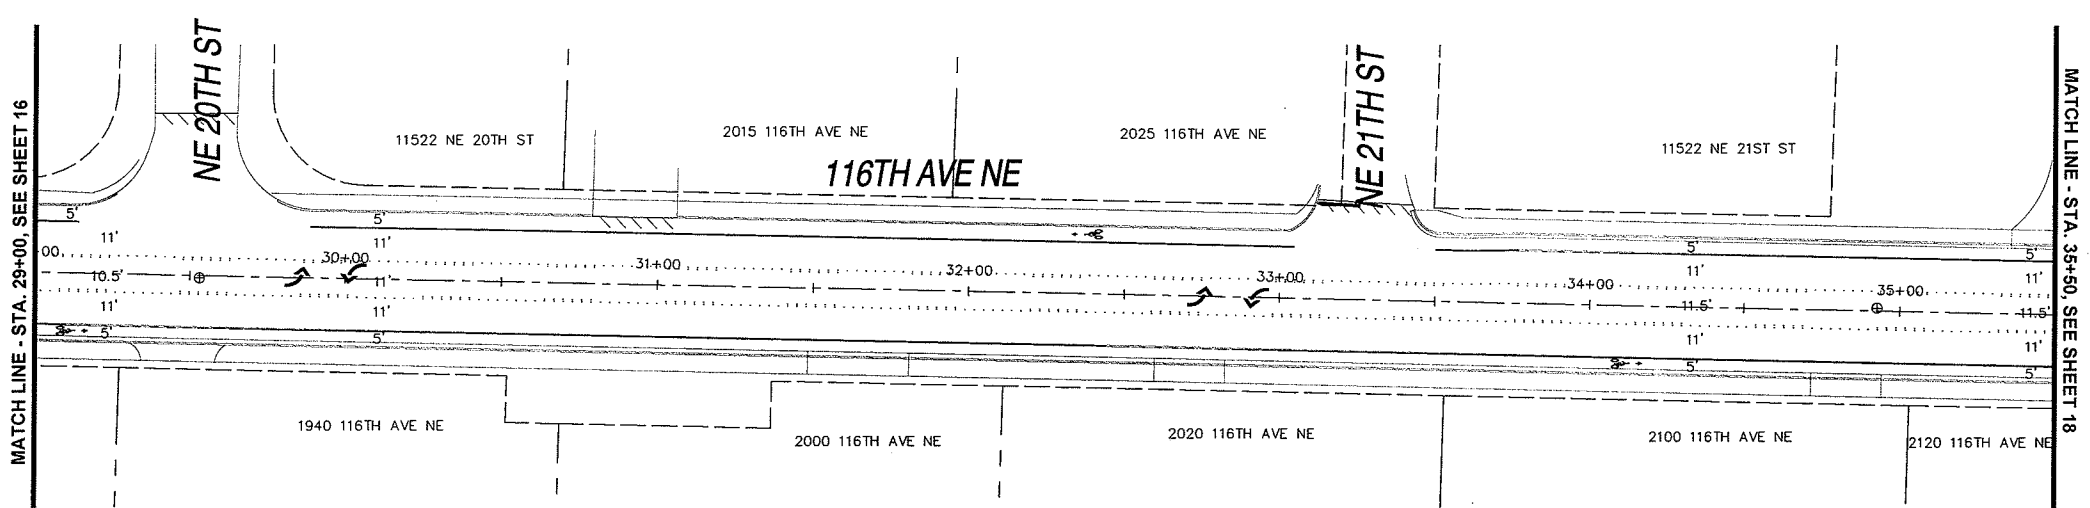 MATCH LINE - STA. 29+00, SEE SHEET 16
NE 20TH ST
11522 NE 20TH ST
2015 116TH AVE NE
116TH AVE NE
2025 116TH AVE NE
NE 21TH ST
11522 NE 21ST ST
MATCH LINE - STA. 35+50, SEE SHEET 18
5'
5'
5'
5'
11'
11'
11'
11'
00
30+00
31+00
32+00
33+00
34+00
35+00
10.5'
11'
11.5'
11.5'
11'
11'
11'
11'
5'
5'
5'
5'
1940 116TH AVE NE
2000 116TH AVE NE
2020 116TH AVE NE
2100 116TH AVE NE
2120 116TH AVE NE